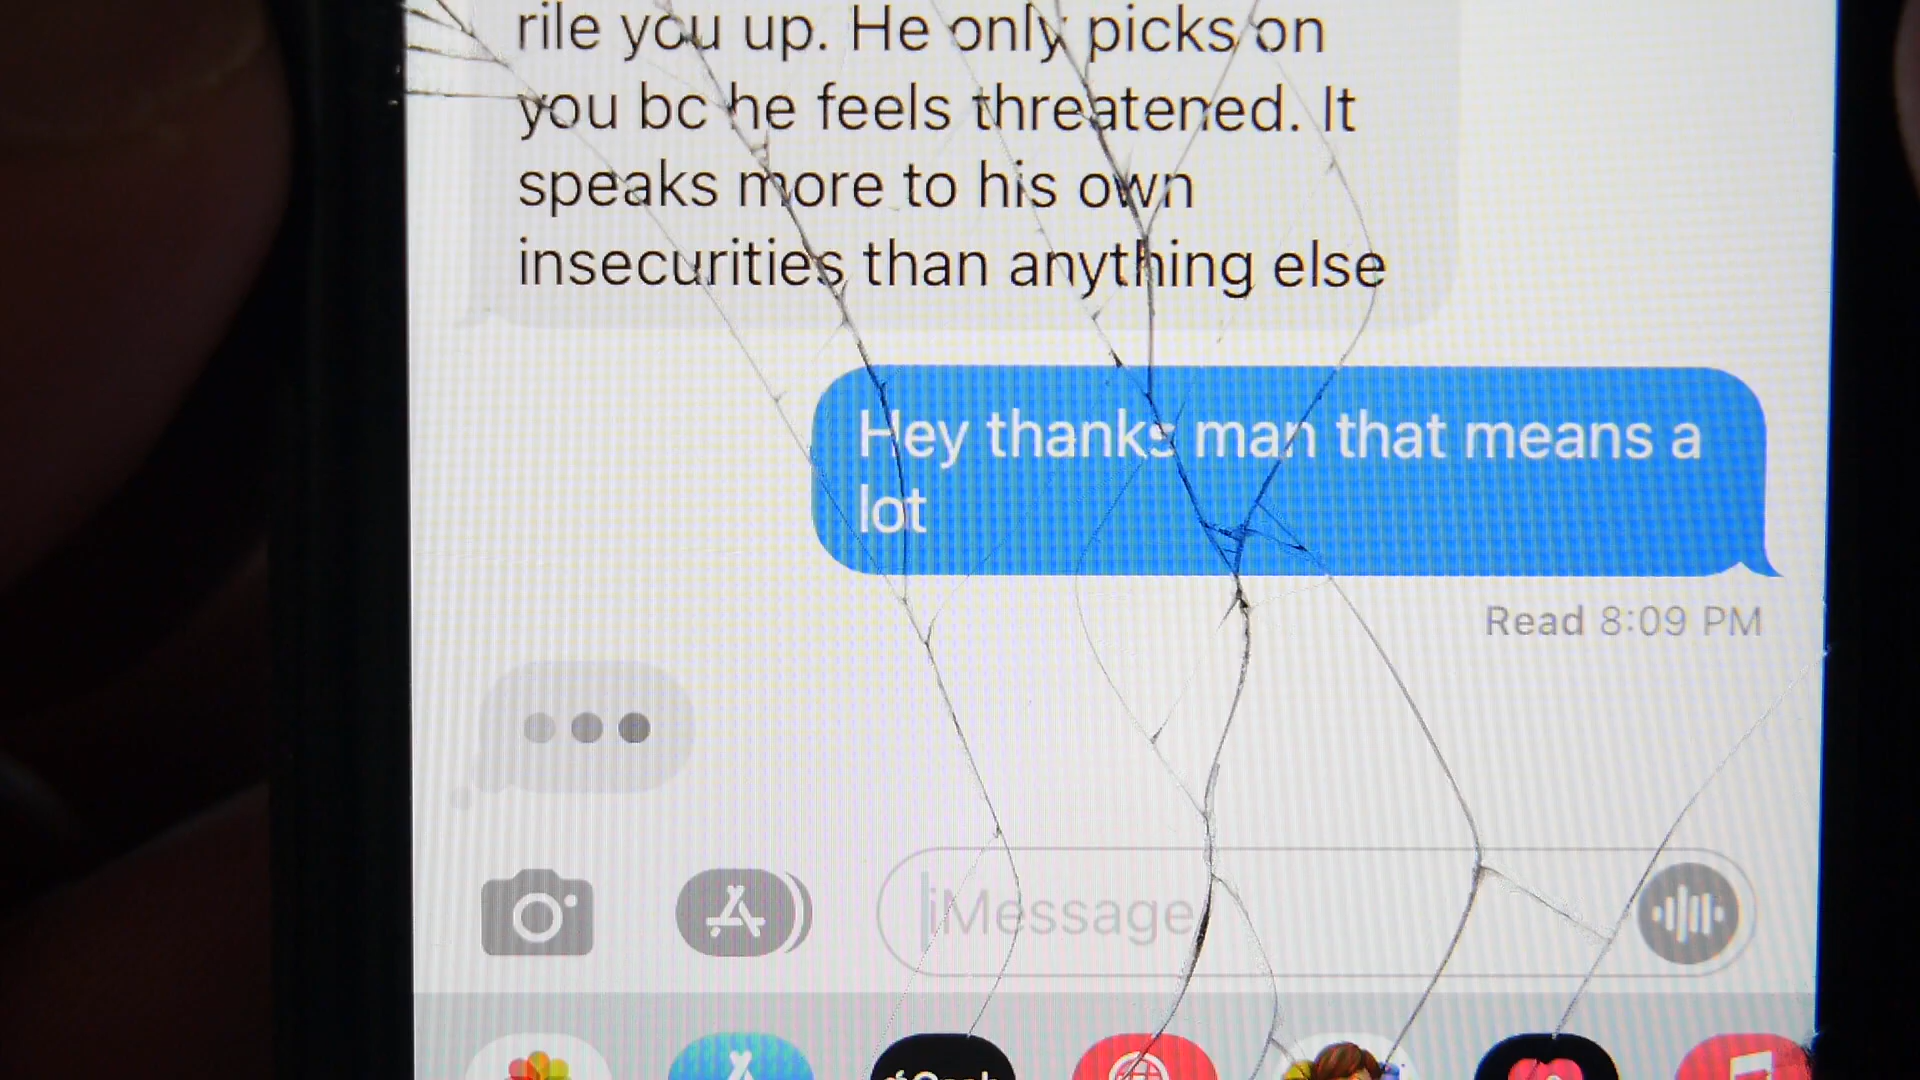 rile you up. He only picks on
you bc he feels threatened. It
speaks more to his own
insecurities than anything else
Hey thanks man that means a
lot
Read 8:09 PM
iMessage